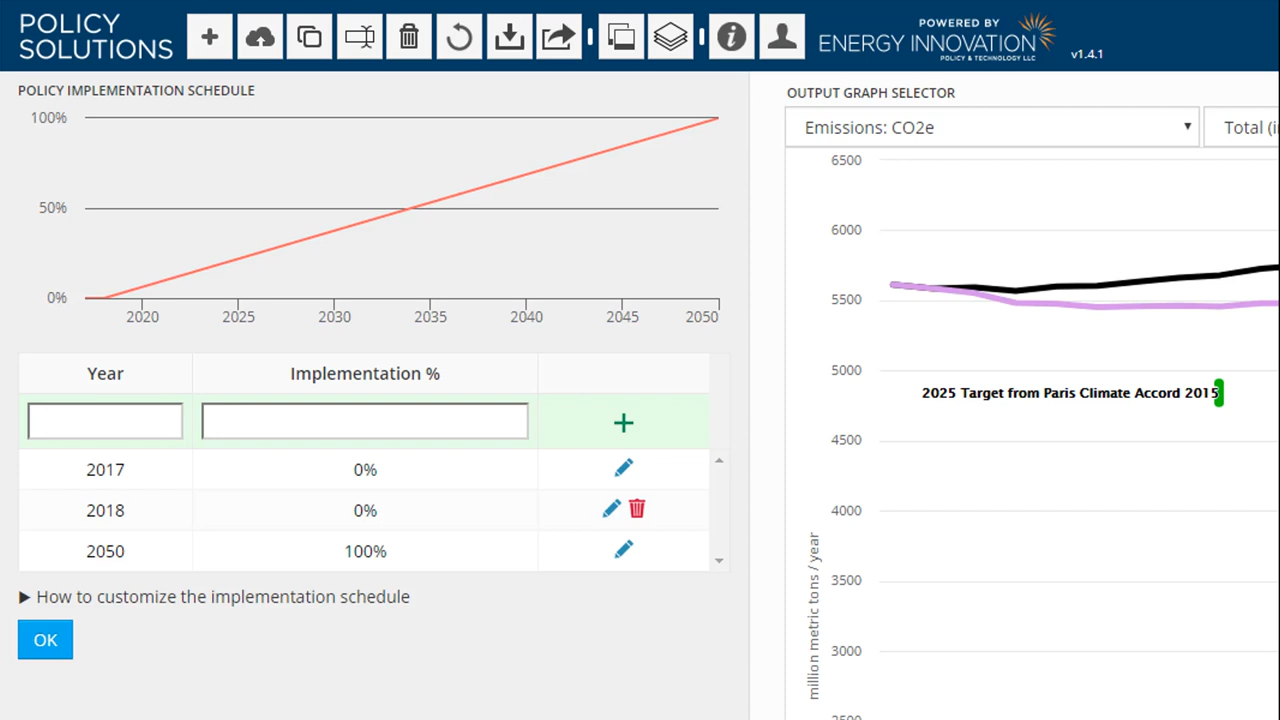 POLICY
SOLUTIONS
POWERED BY
ENERGY INNOVATION
POLICY & TECHNOLOGY LLC
v1.4.1
POLICY IMPLEMENTATION SCHEDULE
100%
50%
0%
2020 2025 2030 2035 2040 2045 2050
Year Implementation %
2017 0%
2018 0%
2050 100%
How to customize the implementation schedule
OK
OUTPUT GRAPH SELECTOR
Emissions: CO2e
Total (i
6500
6000
5500
5000
2025 Target from Paris Climate Accord 2015
4500
4000
3500
3000
2500
million metric tons / year